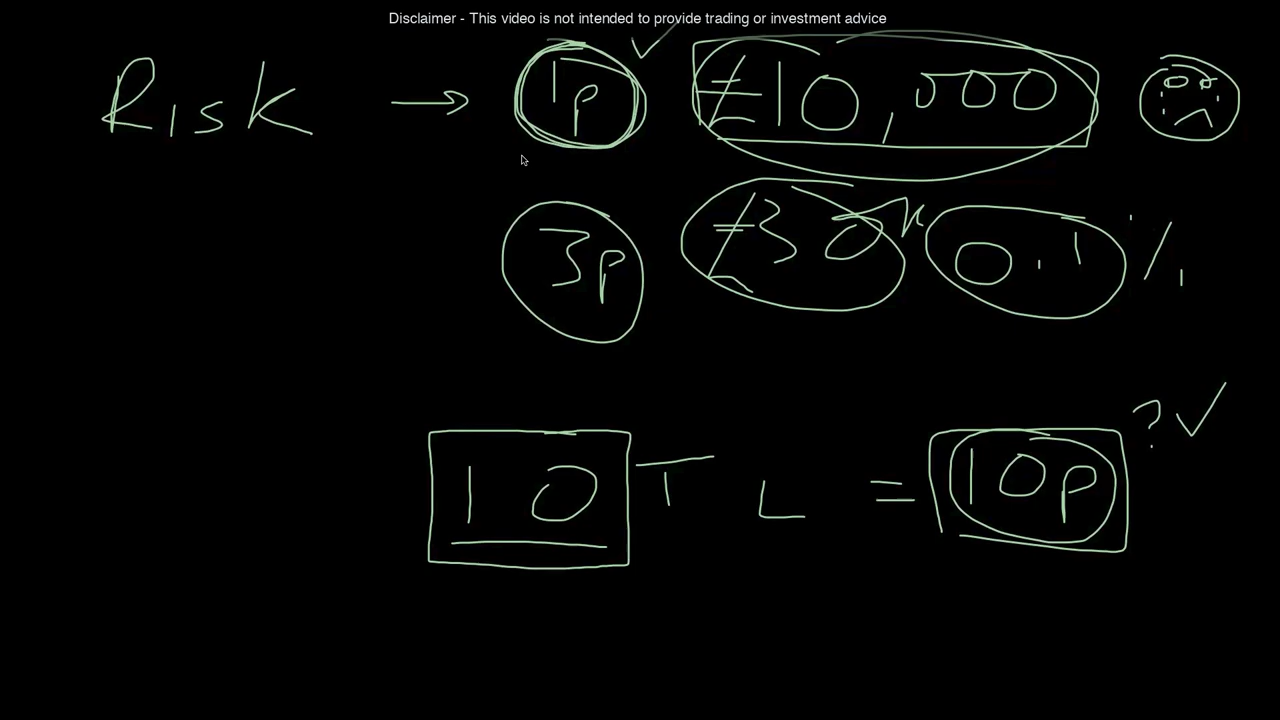 Disclaimer - This video is not intended to provide trading or investment advice
Risk → 1p ✓ £10,000
3p £30k 0.1%
10 T L = 10p ? ✓